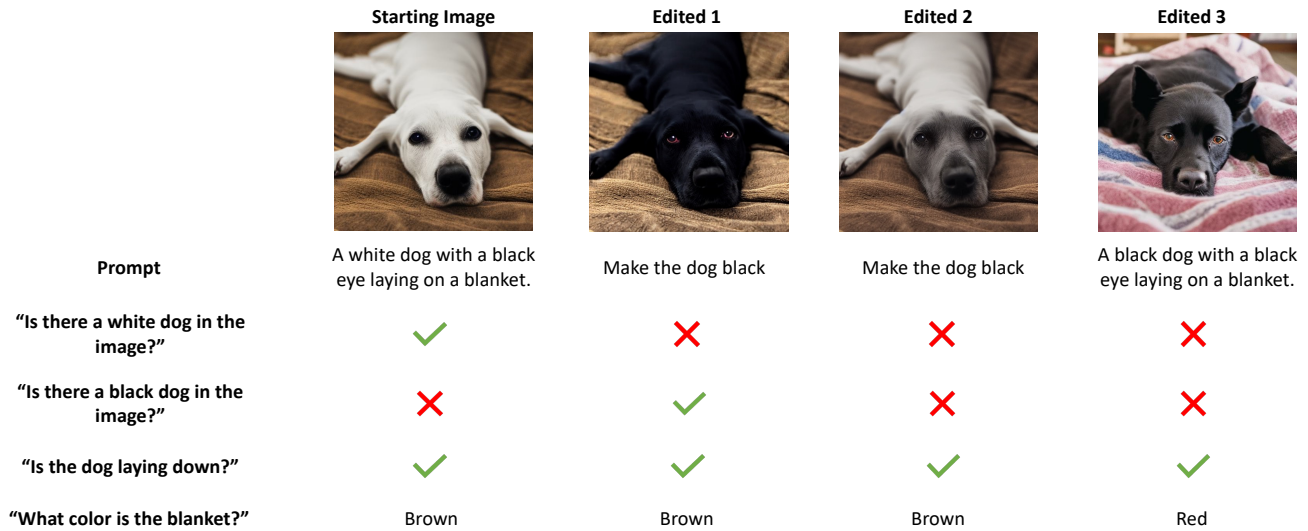 Starting Image Edited 1 Edited 2 Edited 3
Prompt
A white dog with a black
eye laying on a blanket.
Make the dog black
Make the dog black
A black dog with a black
eye laying on a blanket.
“Is there a white dog in the
image?”
“Is there a black dog in the
image?”
“Is the dog laying down?”
“What color is the blanket?” Brown Brown Brown Red